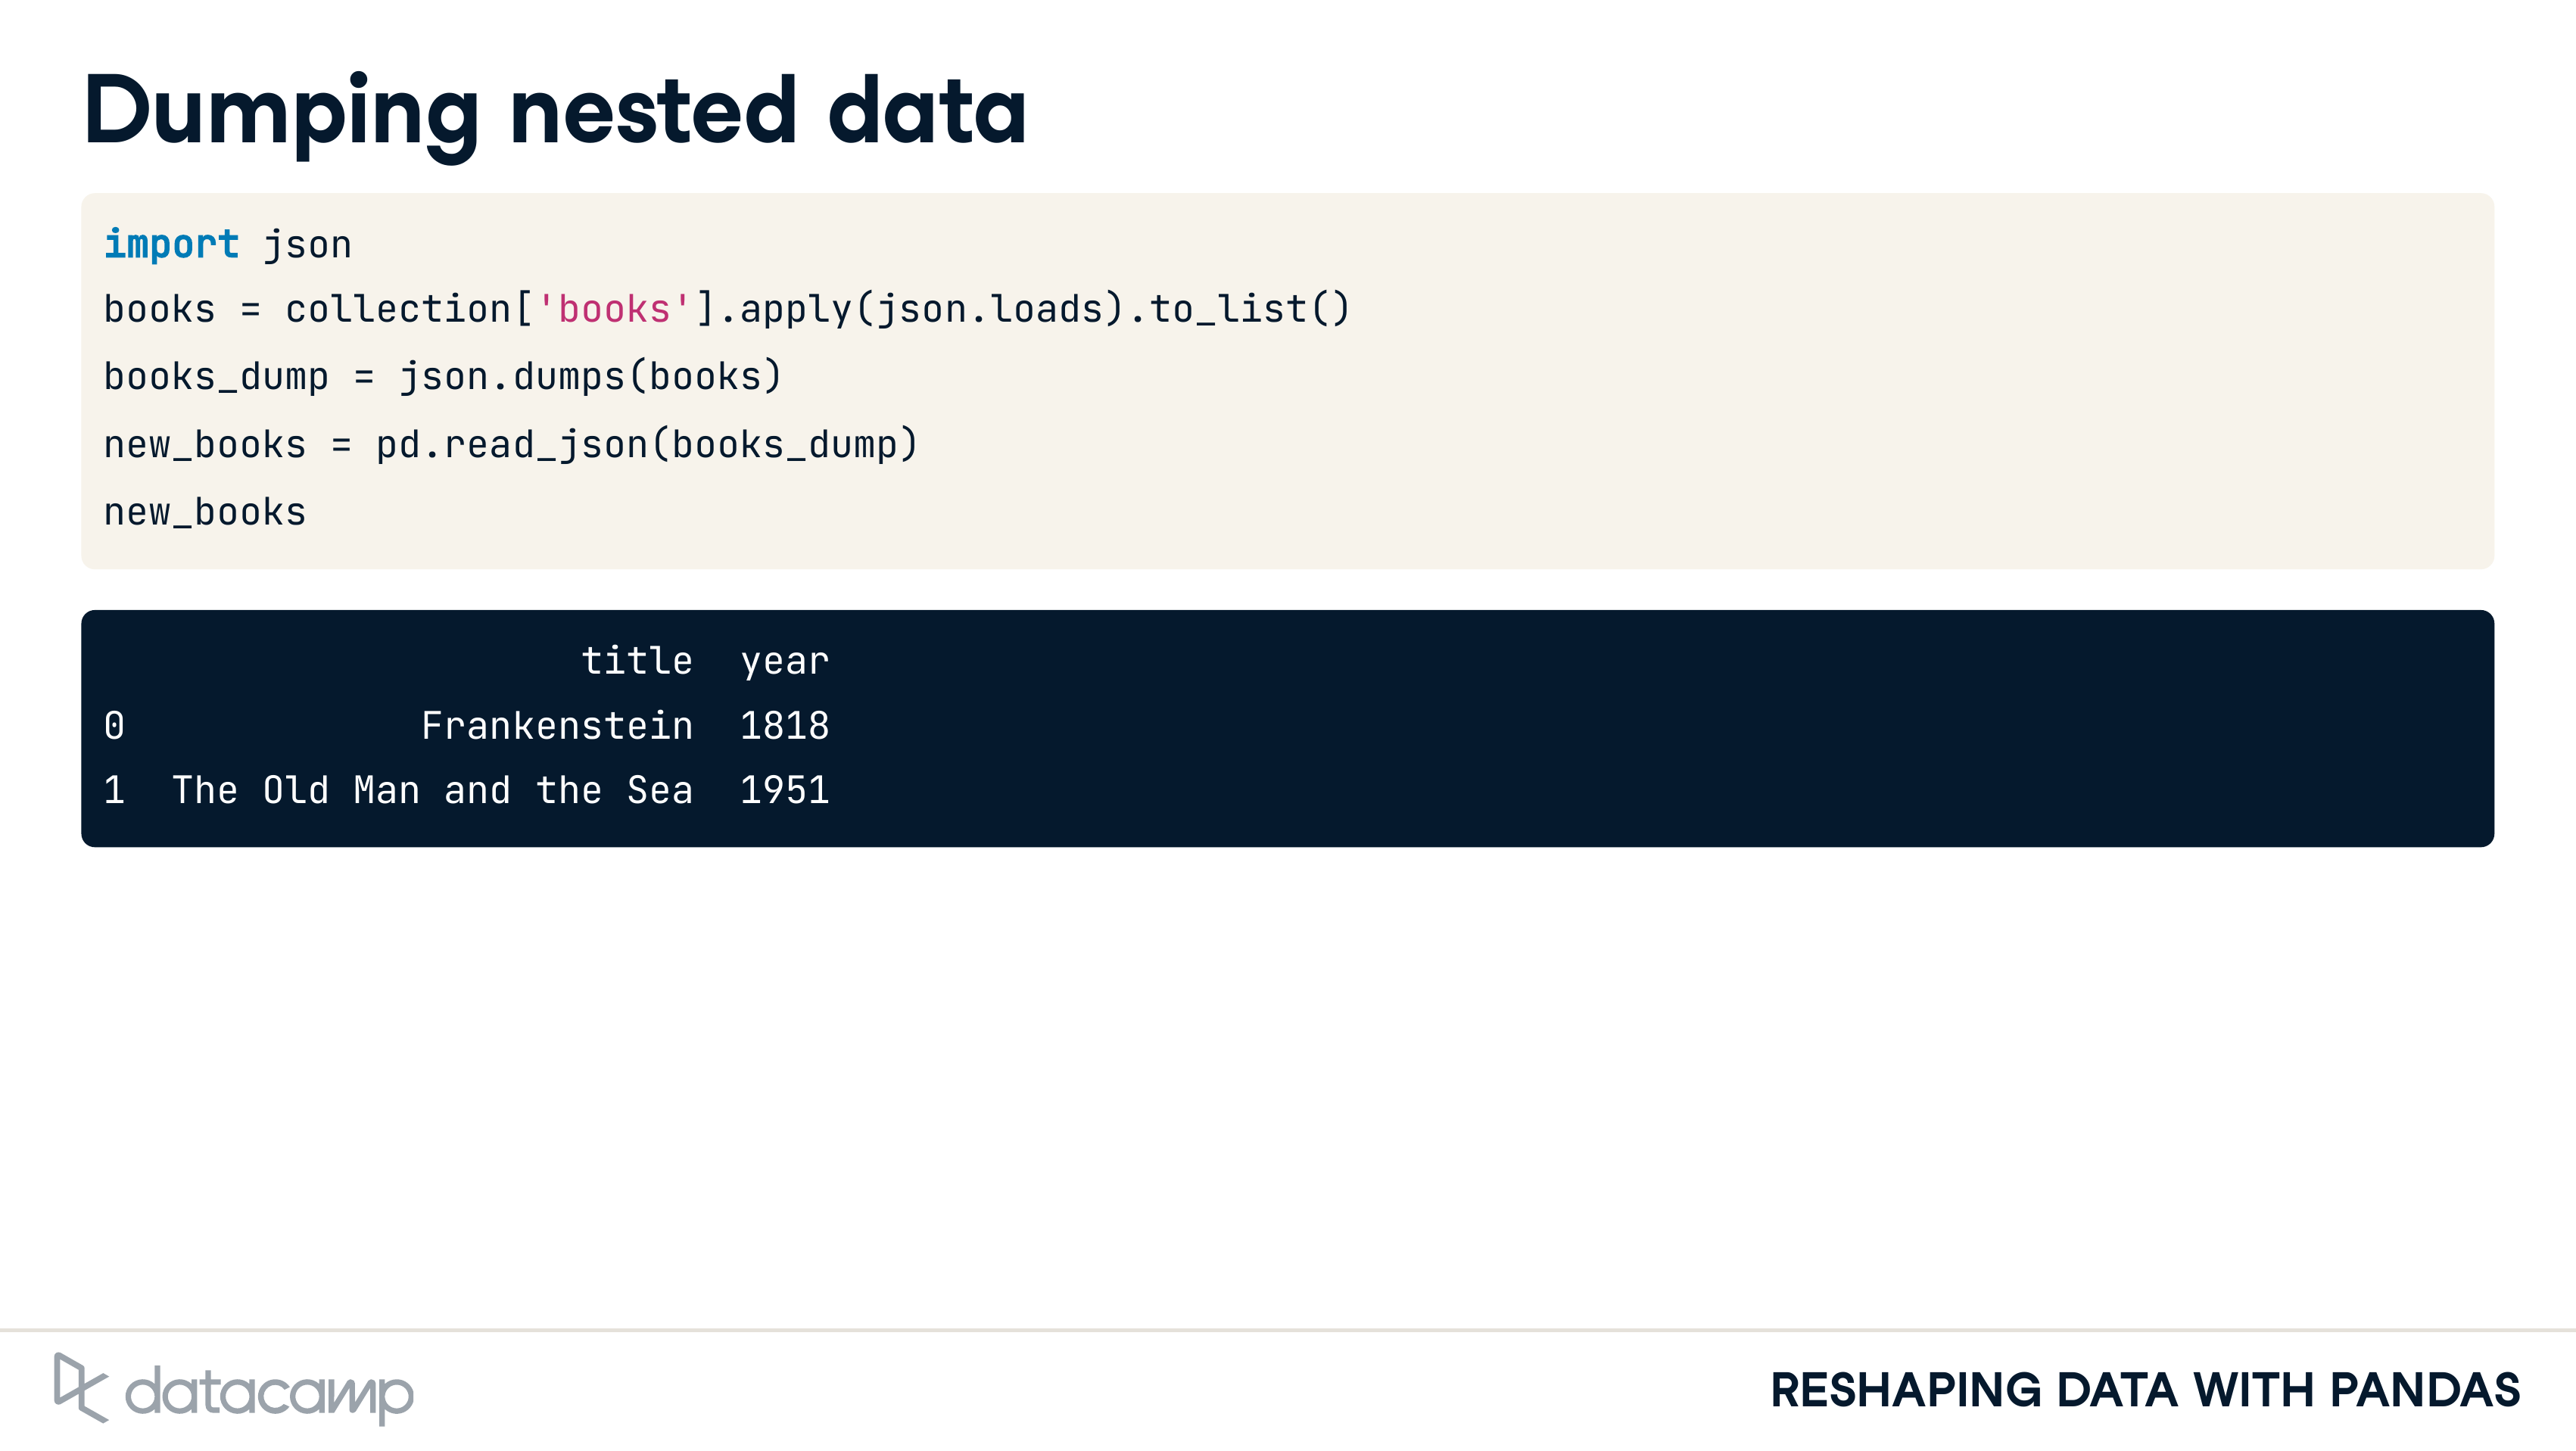 Dumping nested data
import json
books = collection['books'].apply(json.loads).to_list()
books_dump = json.dumps(books)
new_books = pd.read_json(books_dump)
new_books
title year
0 Frankenstein 1818
1 The Old Man and the Sea 1951
datacamp
RESHAPING DATA WITH PANDAS